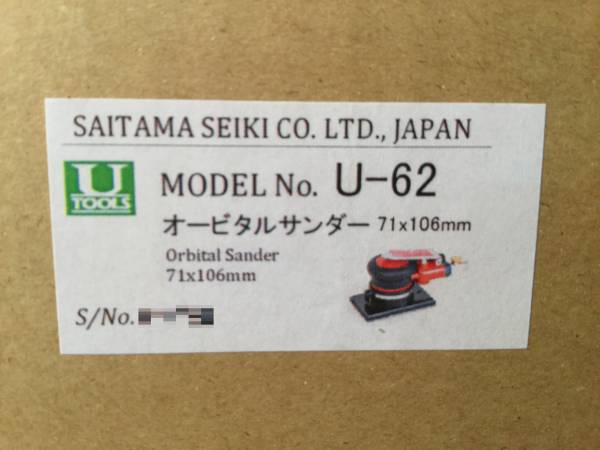 SAITAMA SEIKI CO. LTD., JAPAN
U
TOOLS
MODEL No. U-62
オービタルサンダー 71x106mm
Orbital Sander
71x106mm
S/No.